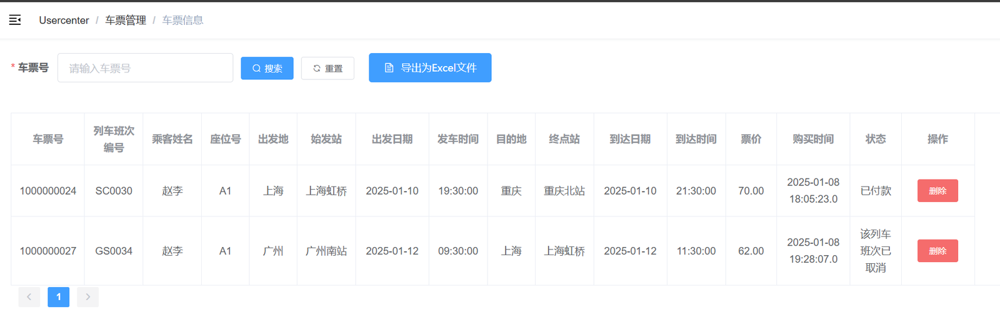 Usercenter / 车票管理 / 车票信息
* 车票号 请输入车票号 搜索 重置 导出为Excel文件
车票号 列车班次编号 乘客姓名 座位号 出发地 始发站 出发日期 发车时间 目的地 终点站 到达日期 到达时间 票价 购买时间 状态 操作
1000000024 SC0030 赵李 A1 上海 上海虹桥 2025-01-10 19:30:00 重庆 重庆北站 2025-01-10 21:30:00 70.00 2025-01-08 18:05:23.0 已付款 删除
1000000027 GS0034 赵李 A1 广州 广州南站 2025-01-12 09:30:00 上海 上海虹桥 2025-01-12 11:30:00 62.00 2025-01-08 19:28:07.0 该列车班次已取消 删除
1